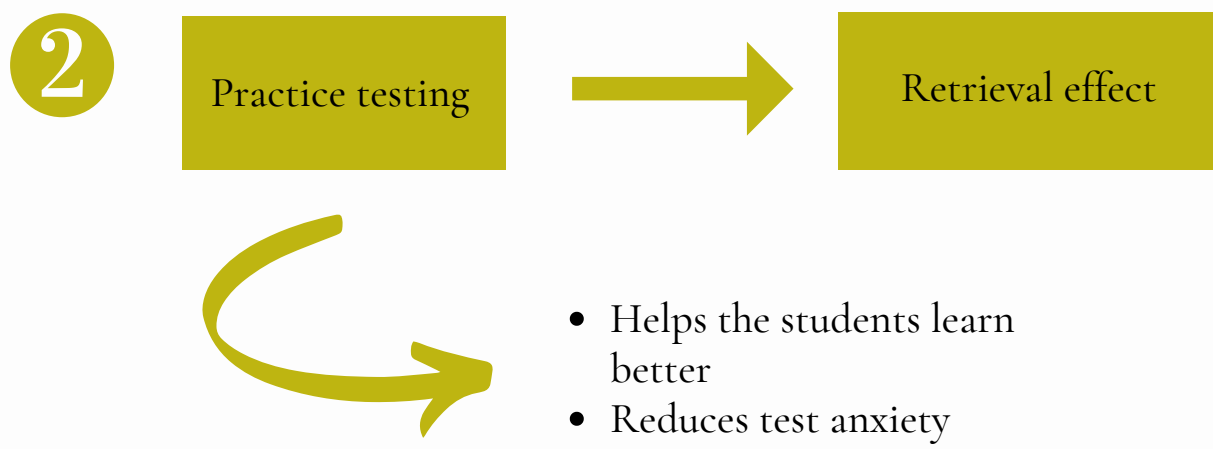 2
Practice testing
Retrieval effect
• Helps the students learn
better
• Reduces test anxiety